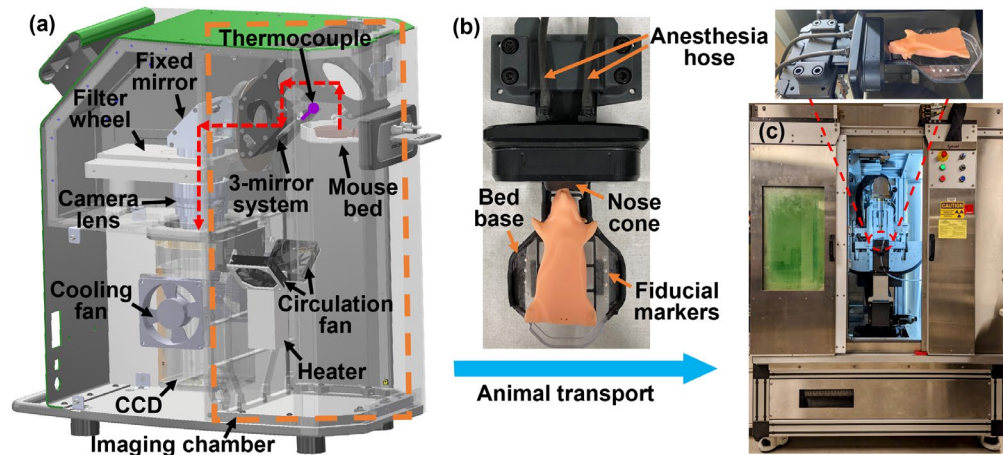 (a)
Thermocouple
Fixed
mirror
Filter
wheel
Camera
lens
3-mirror
system
Mouse
bed
Cooling
fan
Circulation
fan
Heater
CCD
Imaging chamber
(b)
Anesthesia
hose
Bed
base
Nose
cone
Fiducial
markers
Animal transport
(c)
CAUTION